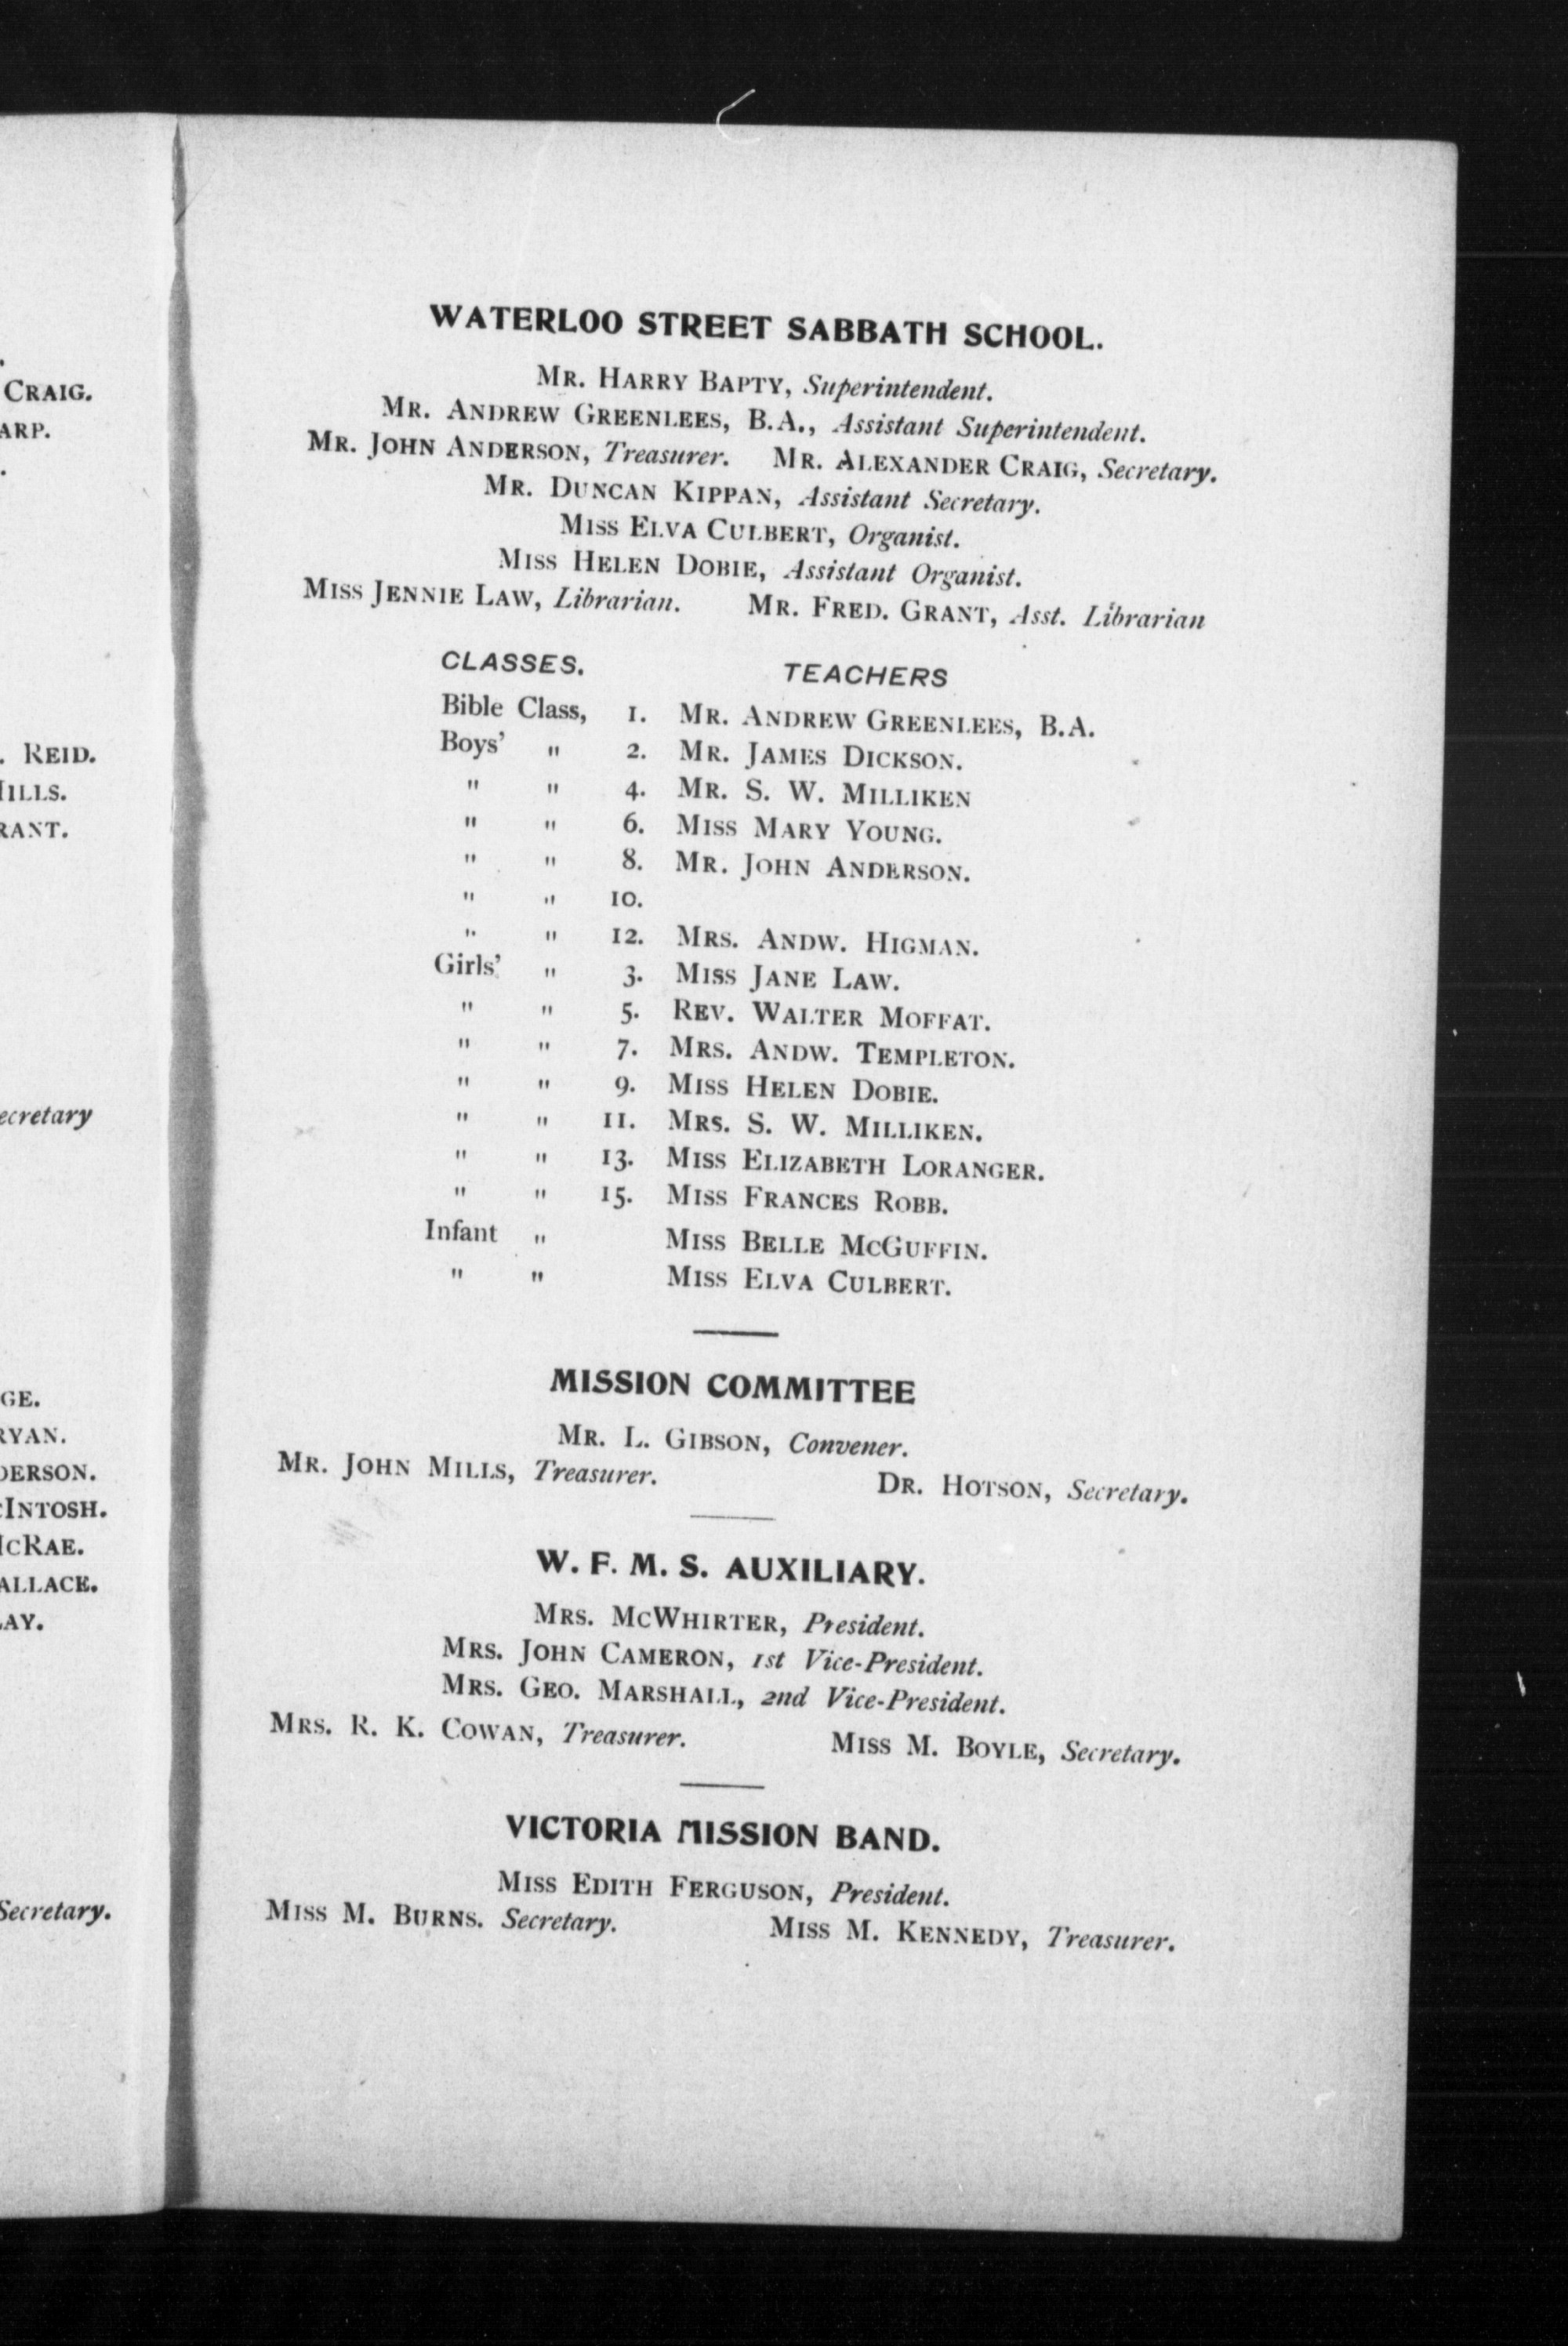 WATERLOO STREET SABBATH SCHOOL.
MR. HARRY BAPTY, Superintendent.
MR. ANDREW GREENLEES, B.A., Assistant Superintendent.
MR. JOHN ANDERSON, Treasurer. MR. ALEXANDER CRAIG, Secretary.
MR. DUNCAN KIPPAN, Assistant Secretary.
MISS ELVA CULBERT, Organist.
MISS HELEN DOBIE, Assistant Organist.
MISS JENNIE LAW, Librarian. MR. FRED. GRANT, Asst. Librarian
CLASSES. TEACHERS
Bible Class, 1. MR. ANDREW GREENLEES, B.A.
Boys' " 2. MR. JAMES DICKSON.
" " 4. MR. S. W. MILLIKEN
" " 6. MISS MARY YOUNG.
" " 8. MR. JOHN ANDERSON.
" " 10.
" " 12. MRS. ANDW. HIGMAN.
Girls' " 3. MISS JANE LAW.
" " 5. REV. WALTER MOFFAT.
" " 7. MRS. ANDW. TEMPLETON.
" " 9. MISS HELEN DOBIE.
" " 11. MRS. S. W. MILLIKEN.
" " 13. MISS ELIZABETH LORANGER.
" " 15. MISS FRANCES ROBB.
Infant " MISS BELLE MCGUFFIN.
" " MISS ELVA CULBERT.
MISSION COMMITTEE
MR. L. GIBSON, Convener.
MR. JOHN MILLS, Treasurer. DR. HOTSON, Secretary.
W. F. M. S. AUXILIARY.
MRS. MCWHIRTER, President.
MRS. JOHN CAMERON, 1st Vice-President.
MRS. GEO. MARSHALL, 2nd Vice-President.
MRS. R. K. COWAN, Treasurer. MISS M. BOYLE, Secretary.
VICTORIA MISSION BAND.
MISS EDITH FERGUSON, President.
MISS M. BURNS. Secretary. MISS M. KENNEDY, Treasurer.
CRAIG.
REID.
Secretary.